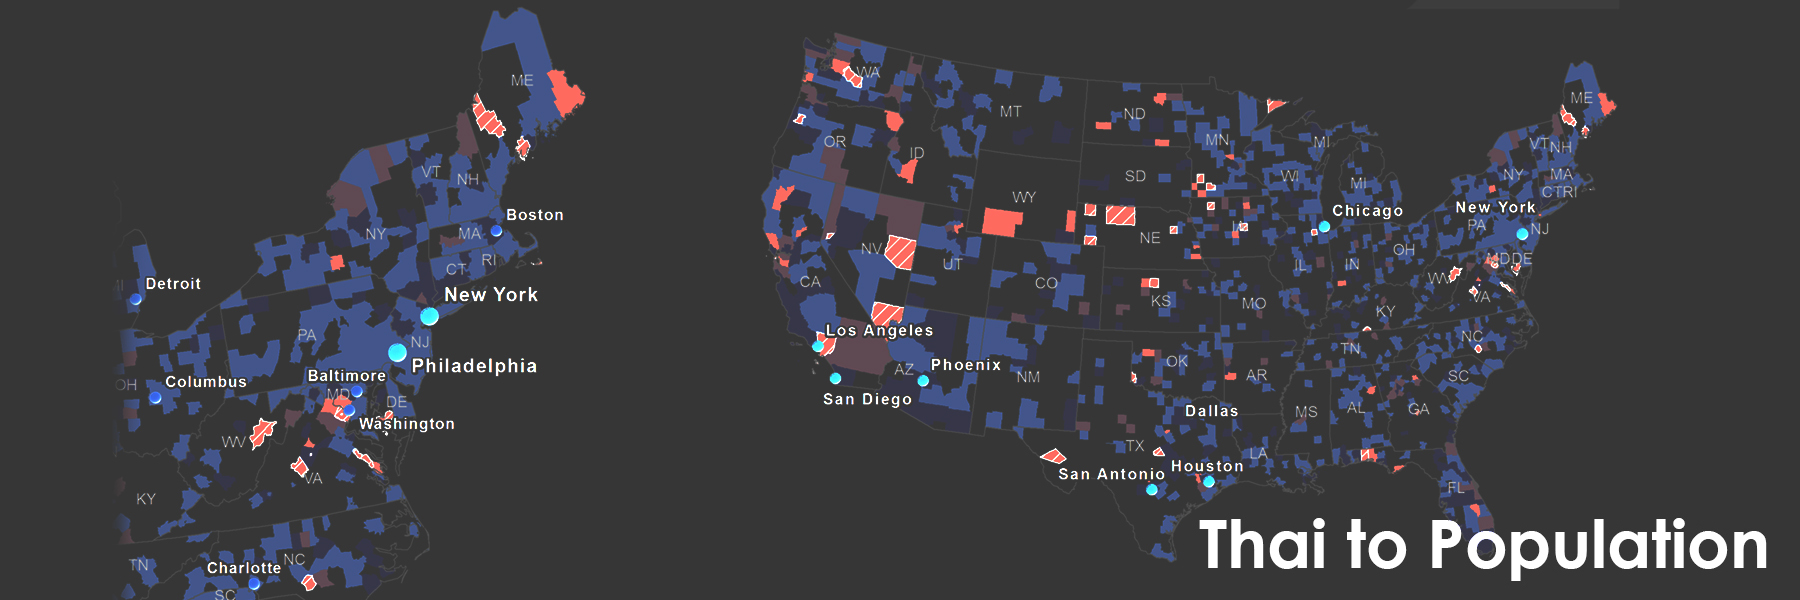 ME
VT
NH
Boston
NY
MA
RI
CT
Detroit
New York
PA
NJ
Philadelphia
OH
Columbus
Baltimore
MD
DE
Washington
WV
VA
KY
TN
NC
Charlotte
SC
WA
MT
ND
MN
MI
ME
OR
ID
SD
WI
MI
VT NH
NY
MA
CT RI
WY
Chicago
New York
NE
IA
PA
NJ
NV
UT
OH
CA
CO
IL
IN
MD DE
WV
VA
KS
MO
KY
Los Angeles
NC
TN
AZ
Phoenix
NM
OK
AR
SC
San Diego
Dallas
MS
AL
GA
TX
LA
San Antonio
Houston
FL
Thai to Population